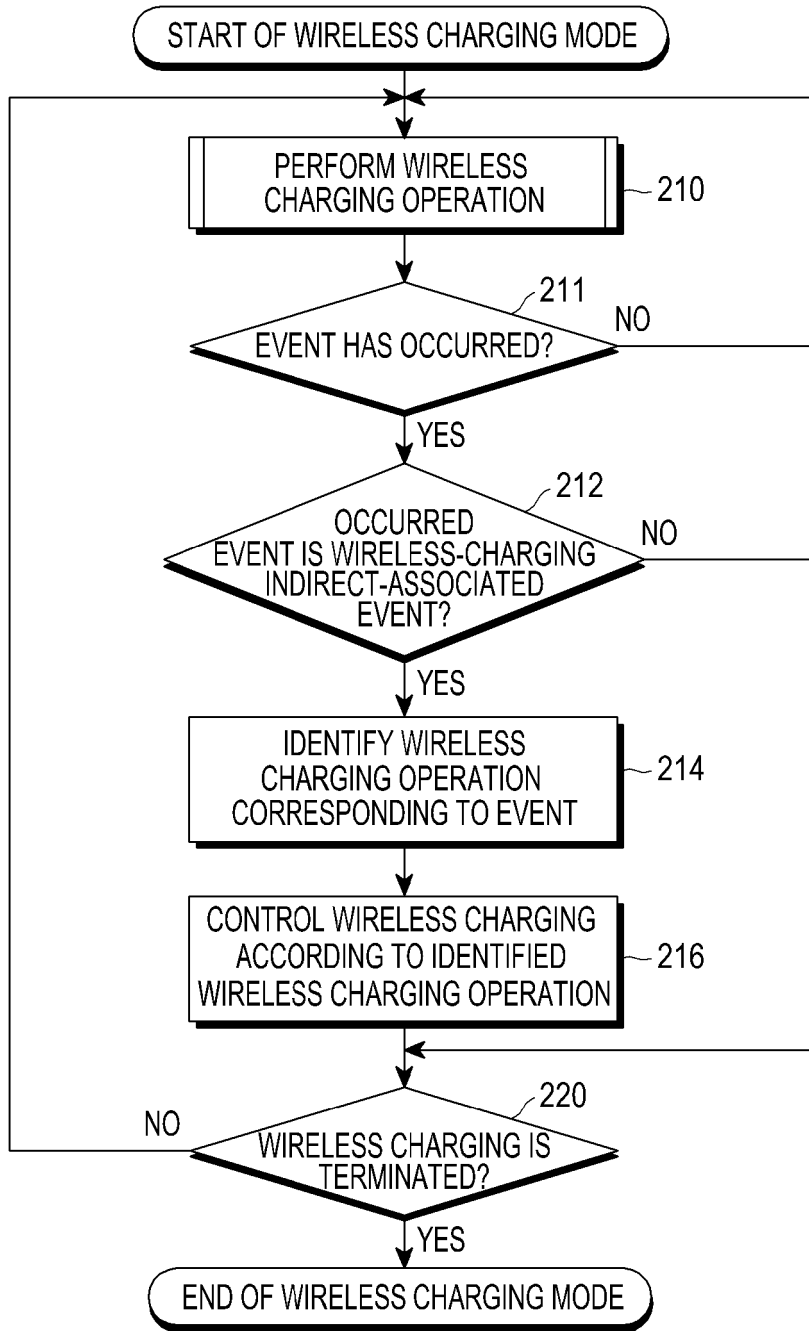 START OF WIRELESS CHARGING MODE
PERFORM WIRELESS
CHARGING OPERATION
210
211
EVENT HAS OCCURRED?
NO
YES
212
OCCURRED
EVENT IS WIRELESS-CHARGING
INDIRECT-ASSOCIATED
EVENT?
NO
YES
IDENTIFY WIRELESS
CHARGING OPERATION
CORRESPONDING TO EVENT
214
CONTROL WIRELESS CHARGING
ACCORDING TO IDENTIFIED
WIRELESS CHARGING OPERATION
216
220
NO
WIRELESS CHARGING IS
TERMINATED?
YES
END OF WIRELESS CHARGING MODE